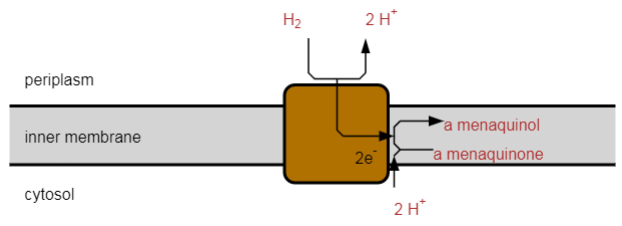 H₂ 2 H⁺
periplasm
a menaquinol
inner membrane
2e⁻ a menaquinone
cytosol
2 H⁺